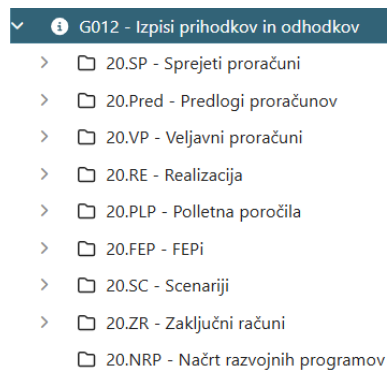 G012 - Izpisi prihodkov in odhodkov
20.SP - Sprejeti proračuni
20.Pred - Predlogi proračunov
20.VP - Veljavni proračuni
20.RE - Realizacija
20.PLP - Polletna poročila
20.FEP - FEPi
20.SC - Scenariji
20.ZR - Zaključni računi
20.NRP - Načrt razvojnih programov